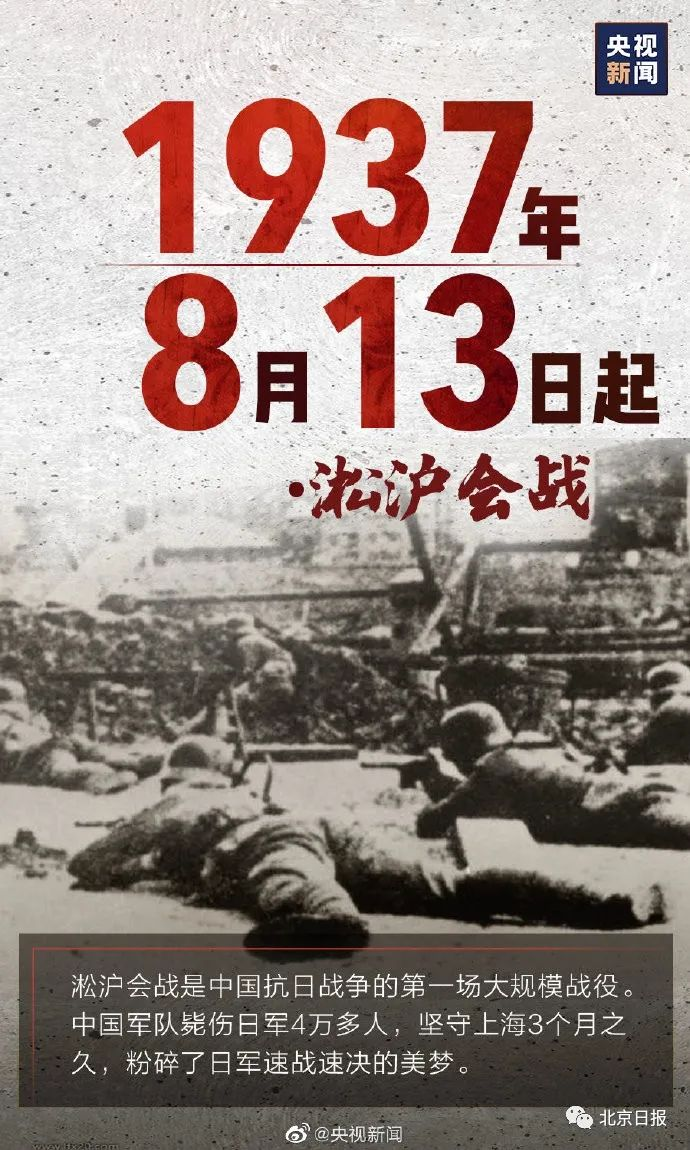 央视
新闻
1937年
8月13日起
·淞沪会战
淞沪会战是中国抗日战争的第一场大规模战役。
中国军队毙伤日军4万多人，坚守上海3个月之
久，粉碎了日军速战速决的美梦。
北京日报
@央视新闻